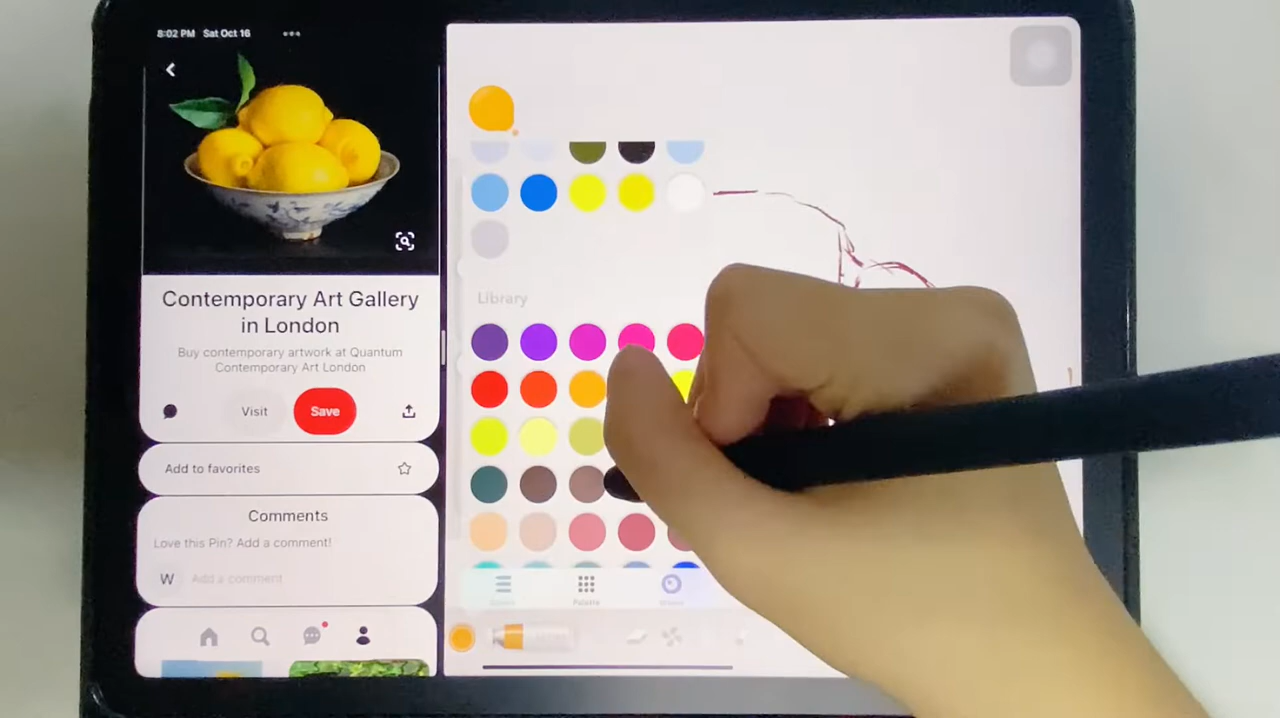 8:02 PM Sat Oct 16
Contemporary Art Gallery
in London
Buy contemporary artwork at Quantum
Contemporary Art London
Visit
Save
Add to favorites
Comments
Love this Pin? Add a comment!
W
Add a comment
Library
Palette